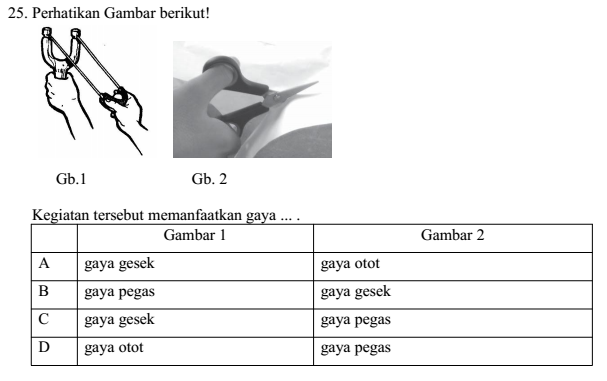 25. Perhatikan Gambar berikut!
Gb.1 Gb. 2
Kegiatan tersebut memanfaatkan gaya ... .
Gambar 1 Gambar 2
A gaya gesek gaya otot
B gaya pegas gaya gesek
C gaya gesek gaya pegas
D gaya otot gaya pegas